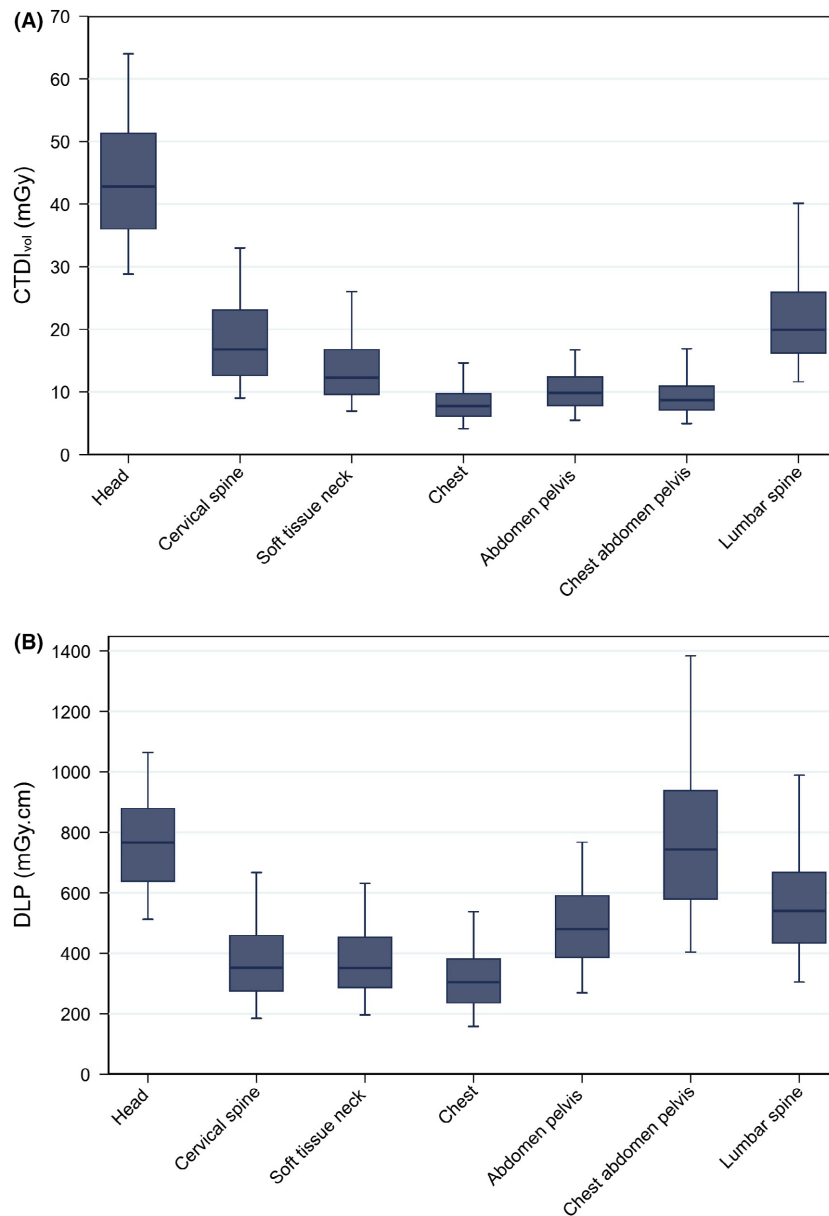 (A)
70
60
50
40
30
20
10
0
CTDIvol (mGy)
Head
Cervical spine
Soft tissue neck
Chest
Abdomen pelvis
Chest abdomen pelvis
Lumbar spine
(B)
1400
1200
1000
800
600
400
200
0
DLP (mGy.cm)
Head
Cervical spine
Soft tissue neck
Chest
Abdomen pelvis
Chest abdomen pelvis
Lumbar spine